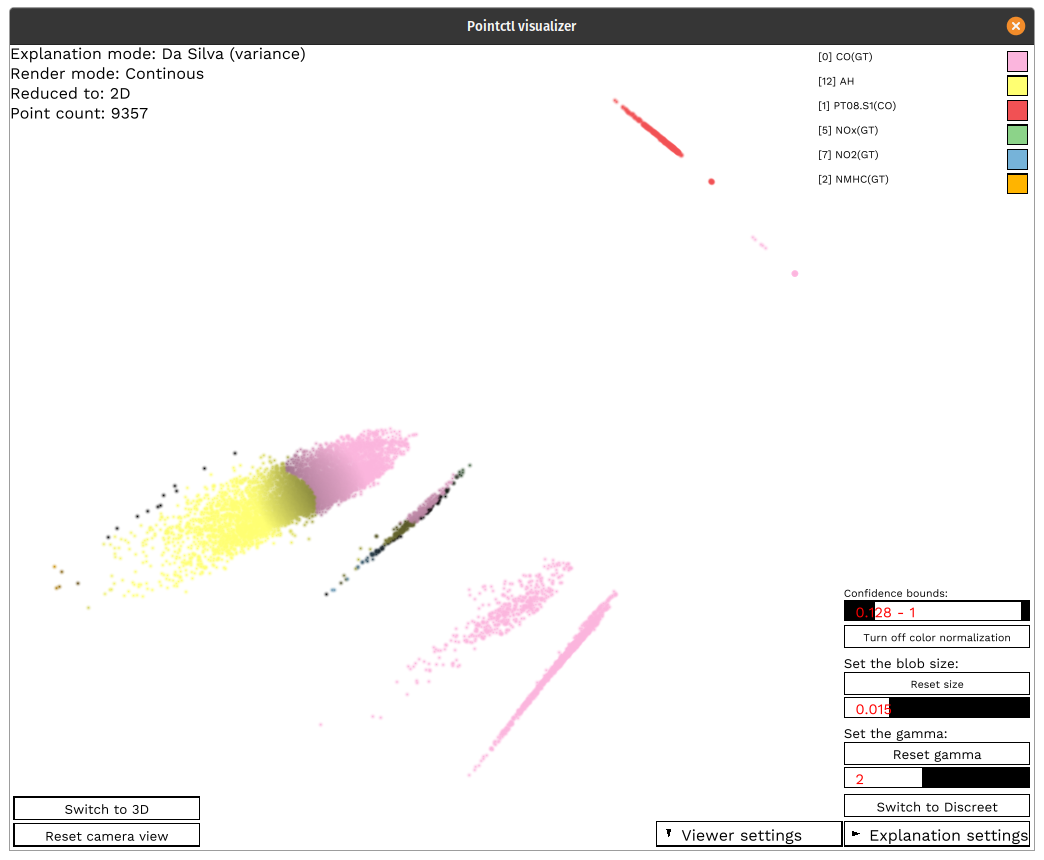 Pointctl visualizer
Explanation mode: Da Silva (variance)
Render mode: Continous
Reduced to: 2D
Point count: 9357
[0] CO(GT)
[12] AH
[1] PT08.S1(CO)
[5] NOx(GT)
[7] NO2(GT)
[2] NMHC(GT)
Confidence bounds:
0.128 - 1
Turn off color normalization
Set the blob size:
Reset size
0.015
Set the gamma:
Reset gamma
2
Switch to Discreet
Switch to 3D
Reset camera view
Viewer settings
Explanation settings